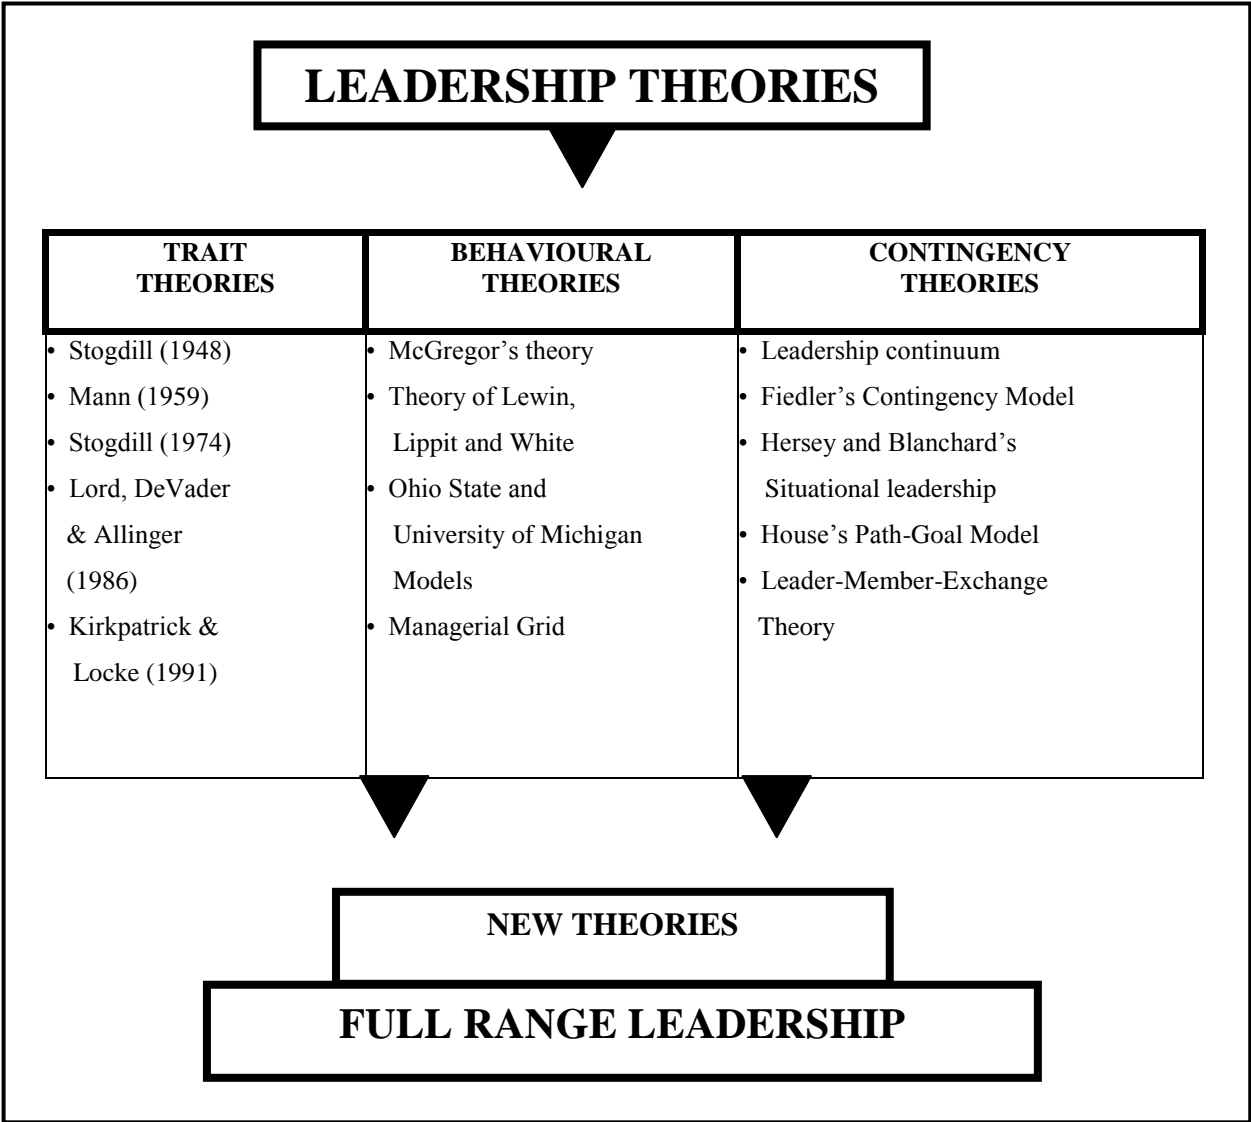 LEADERSHIP THEORIES
TRAIT
THEORIES
BEHAVIOURAL
THEORIES
CONTINGENCY
THEORIES
• Stogdill (1948)
• Mann (1959)
• Stogdill (1974)
• Lord, DeVader
& Allinger
(1986)
• Kirkpatrick &
Locke (1991)
• McGregor’s theory
• Theory of Lewin,
Lippit and White
• Ohio State and
University of Michigan
Models
• Managerial Grid
• Leadership continuum
• Fiedler’s Contingency Model
• Hersey and Blanchard’s
Situational leadership
• House’s Path-Goal Model
• Leader-Member-Exchange
Theory
NEW THEORIES
FULL RANGE LEADERSHIP